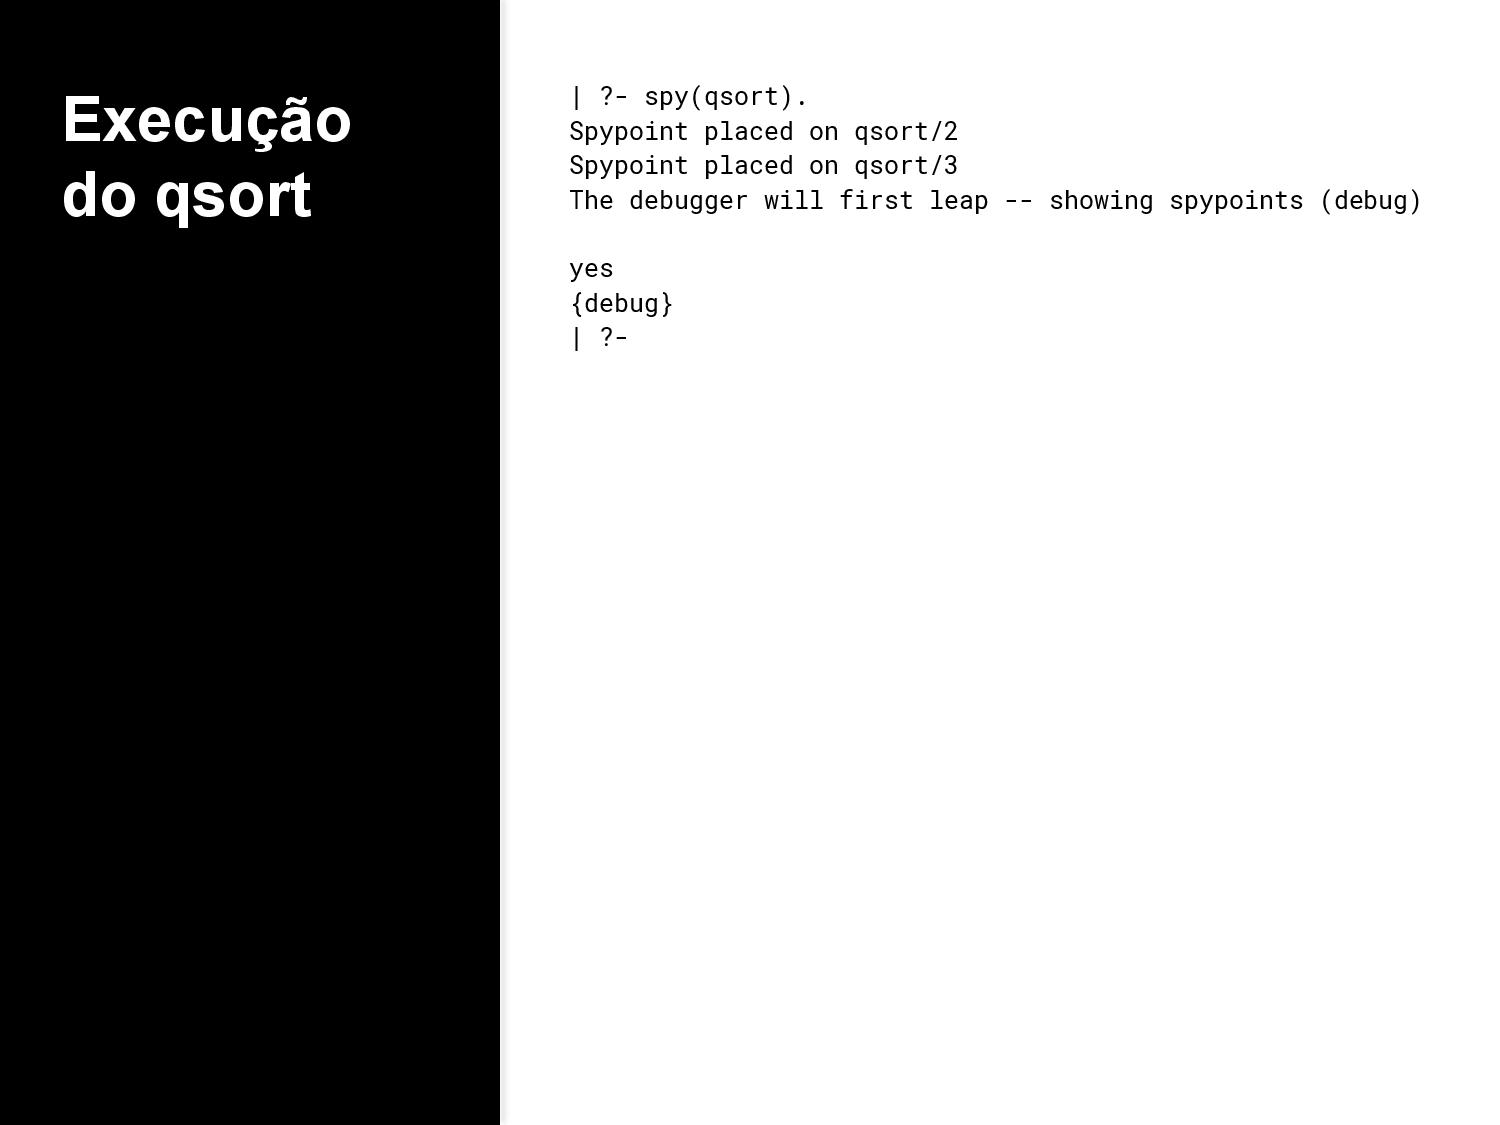 Execução
do qsort
| ?- spy(qsort).
Spypoint placed on qsort/2
Spypoint placed on qsort/3
The debugger will first leap -- showing spypoints (debug)
yes
{debug}
| ?-